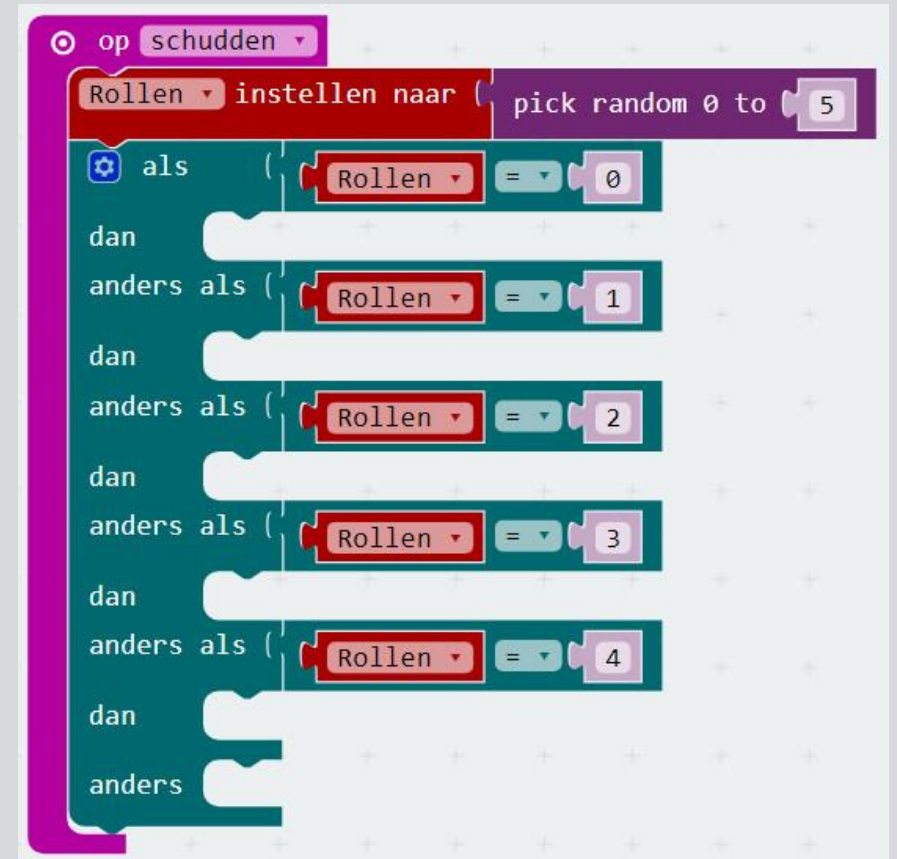 op schudden
Rollen instellen naar pick random 0 to 5
als Rollen = 0
dan
anders als Rollen = 1
dan
anders als Rollen = 2
dan
anders als Rollen = 3
dan
anders als Rollen = 4
dan
anders